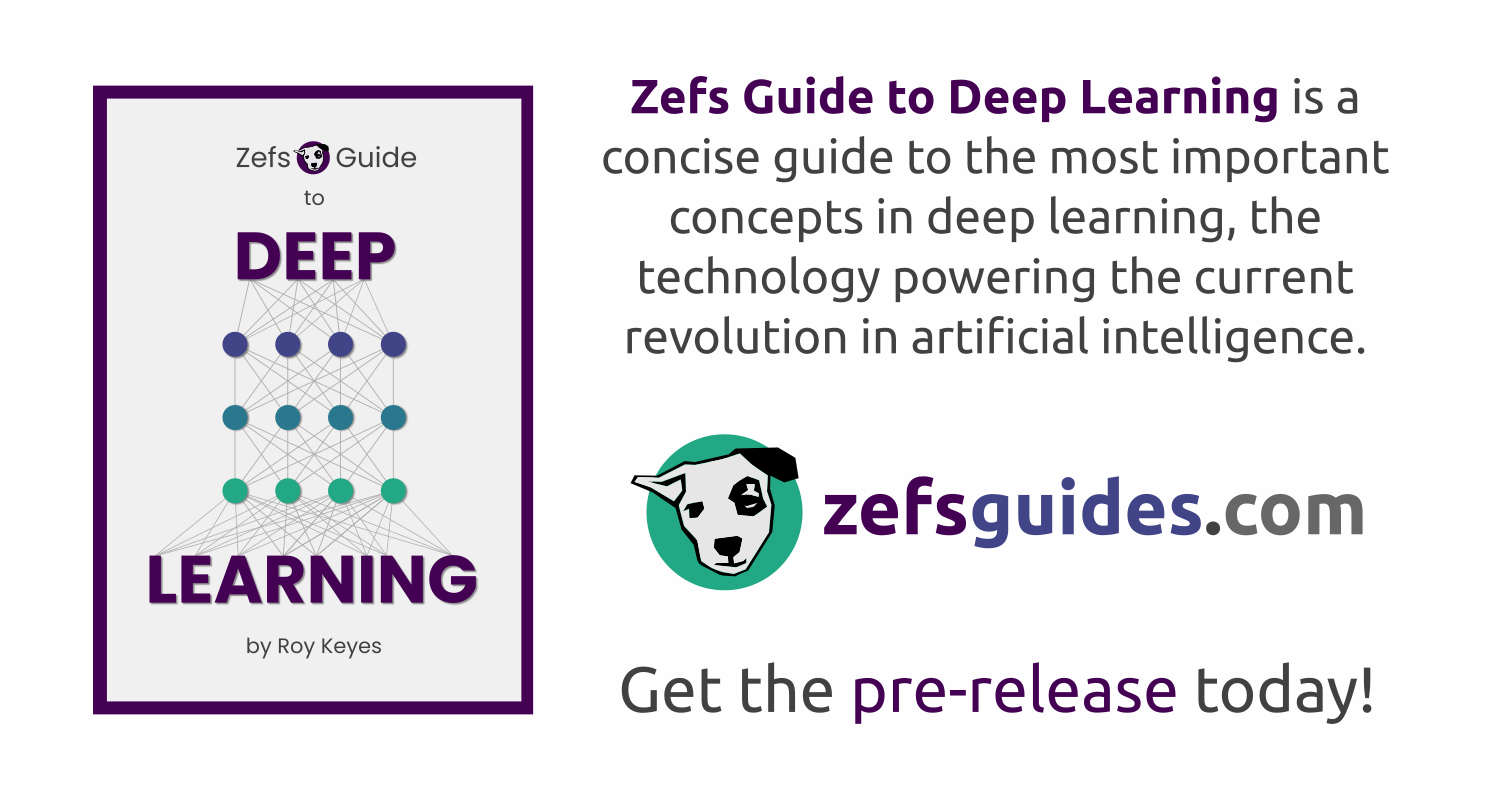 Zefs Guide
to
DEEP
LEARNING
by Roy Keyes
Zefs Guide to Deep Learning is a
concise guide to the most important
concepts in deep learning, the
technology powering the current
revolution in artificial intelligence.
zefsguides.com
Get the pre-release today!